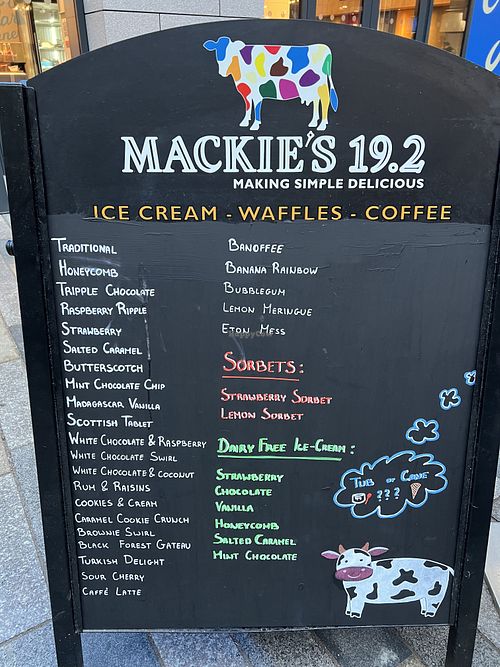 MACKIE'S 19.2
MAKING SIMPLE DELICIOUS
ICE CREAM - WAFFLES - COFFEE
TRADITIONAL
HONEYCOMB
TRIPPLE CHOCOLATE
RASPBERRY RIPPLE
STRAWBERRY
SALTED CARAMEL
BUTTERSCOTCH
MINT CHOCOLATE CHIP
MADAGASCAR VANILLA
SCOTTISH TABLET
WHITE CHOCOLATE & RASPBERRY
WHITE CHOCOLATE SWIRL
WHITE CHOCOLATE & COCONUT
RUM & RAISINS
COOKIES & CREAM
CARAMEL COOKIE CRUNCH
BROWNIE SWIRL
BLACK FOREST GATEAU
TURKISH DELIGHT
SOUR CHERRY
CAFFÉ LATTE
BANOFFEE
BANANA RAINBOW
BUBBLEGUM
LEMON MERINGUE
ETON MESS
SORBETS:
STRAWBERRY SORBET
LEMON SORBET
DAIRY FREE ICE-CREAM:
STRAWBERRY
CHOCOLATE
VANILLA
HONEYCOMB
SALTED CARAMEL
MINT CHOCOLATE
TUB OR CONE
???